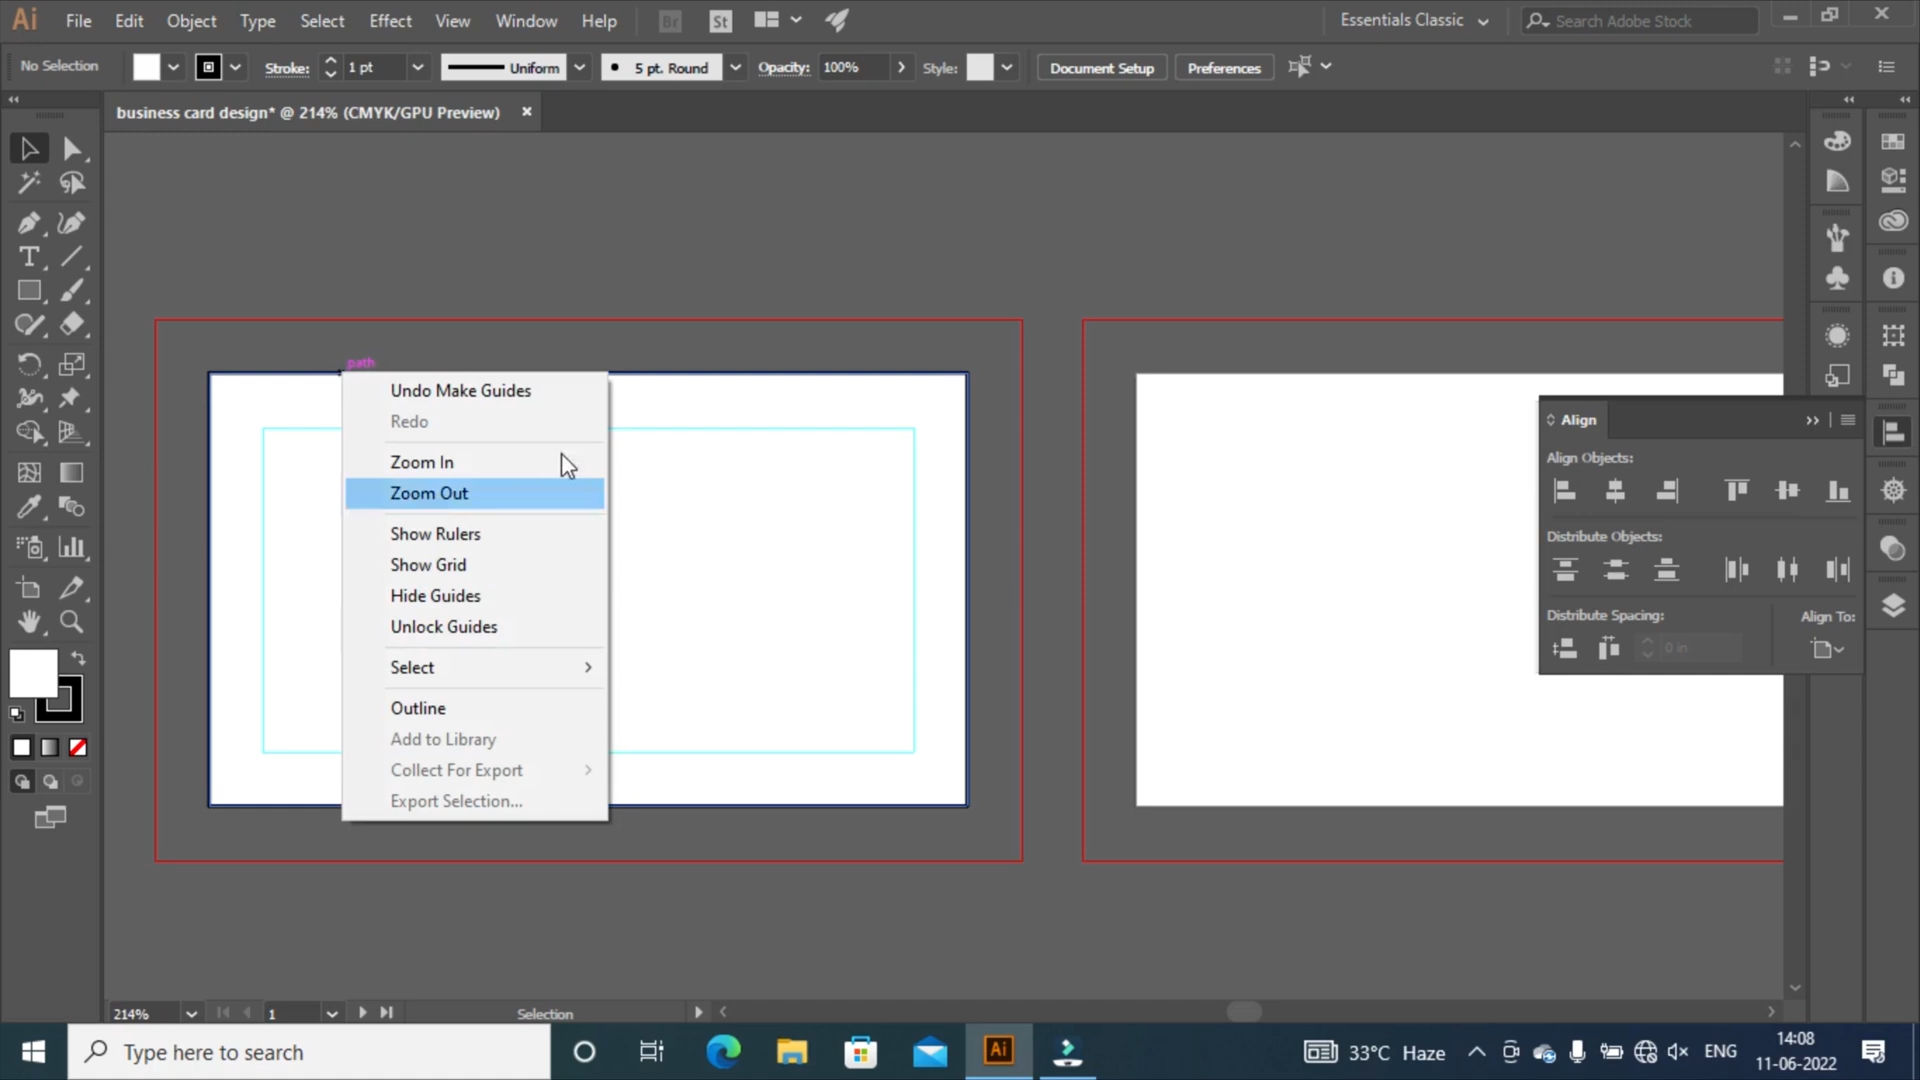 Ai File Edit Object Type Select Effect View Window Help Br St Essentials Classic Search Adobe Stock
No Selection Stroke: 1 pt Uniform 5 pt. Round Opacity: 100% Style: Document Setup Preferences
business card design* @ 214% (CMYK/GPU Preview)
path
Undo Make Guides
Redo
Zoom In
Zoom Out
Show Rulers
Show Grid
Hide Guides
Unlock Guides
Select
Outline
Add to Library
Collect For Export
Export Selection...
Align
Align Objects:
Distribute Objects:
Distribute Spacing: Align To:
0 in
214% 1 Selection
Type here to search Ai 33°C Haze ENG 14:08
11-06-2022